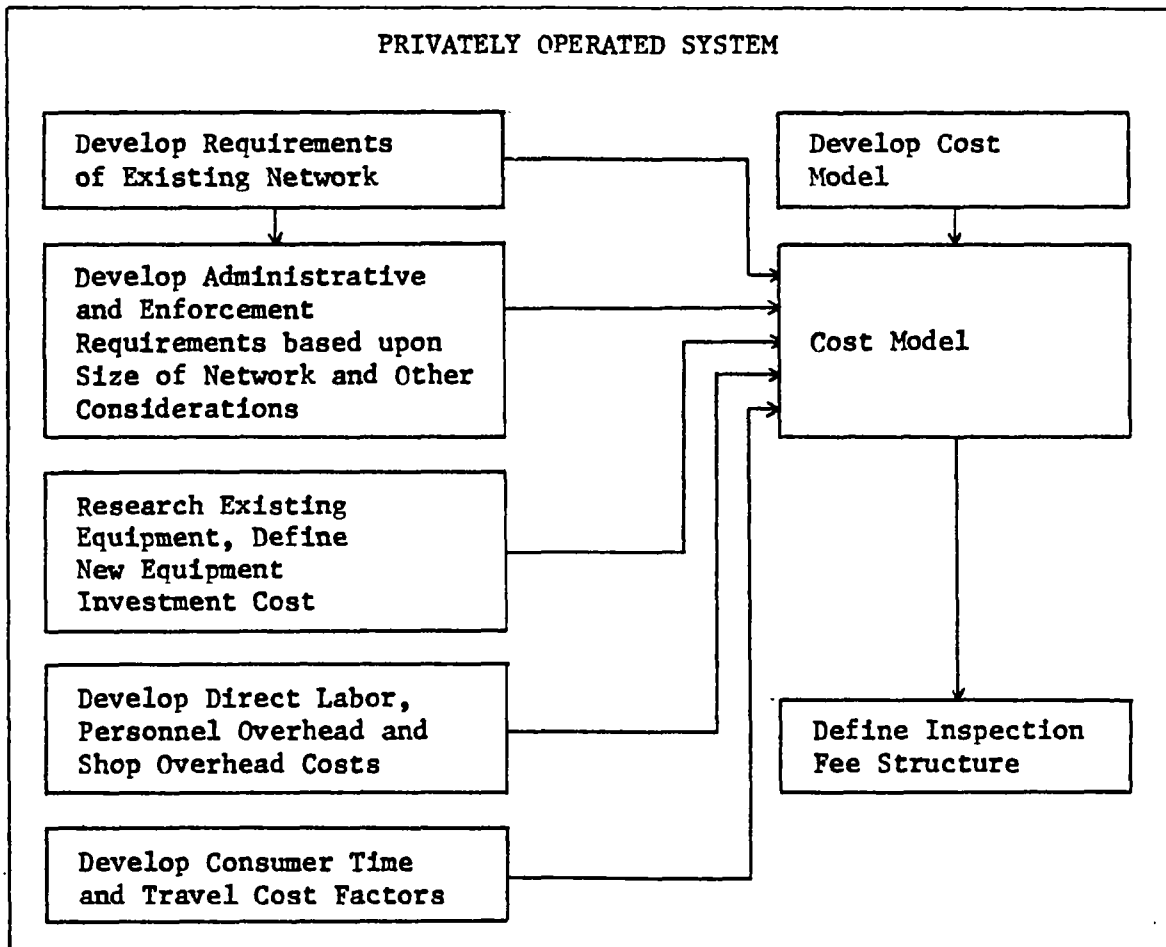 PRIVATELY OPERATED SYSTEM
Develop Requirements
of Existing Network
Develop Administrative
and Enforcement
Requirements based upon
Size of Network and Other
Considerations
Research Existing
Equipment, Define
New Equipment
Investment Cost
Develop Direct Labor,
Personnel Overhead and
Shop Overhead Costs
Develop Consumer Time
and Travel Cost Factors
Develop Cost
Model
Cost Model
Define Inspection
Fee Structure